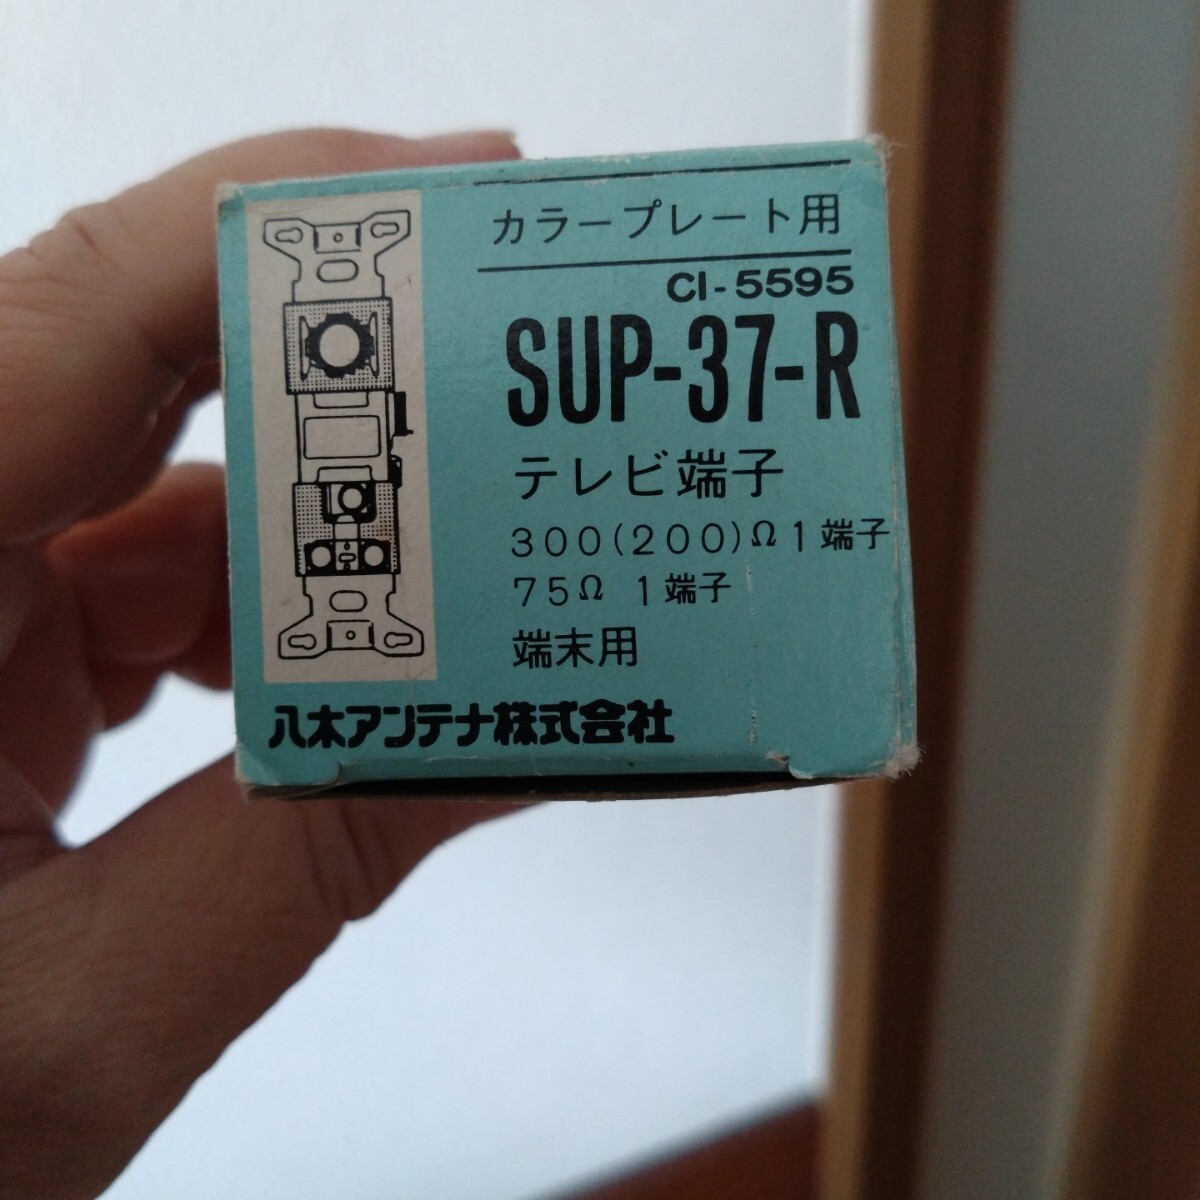 カラープレート用
CI-5595
SUP-37-R
テレビ端子
300(200)Ω1端子
75Ω 1端子
端末用
八木アンテナ株式会社